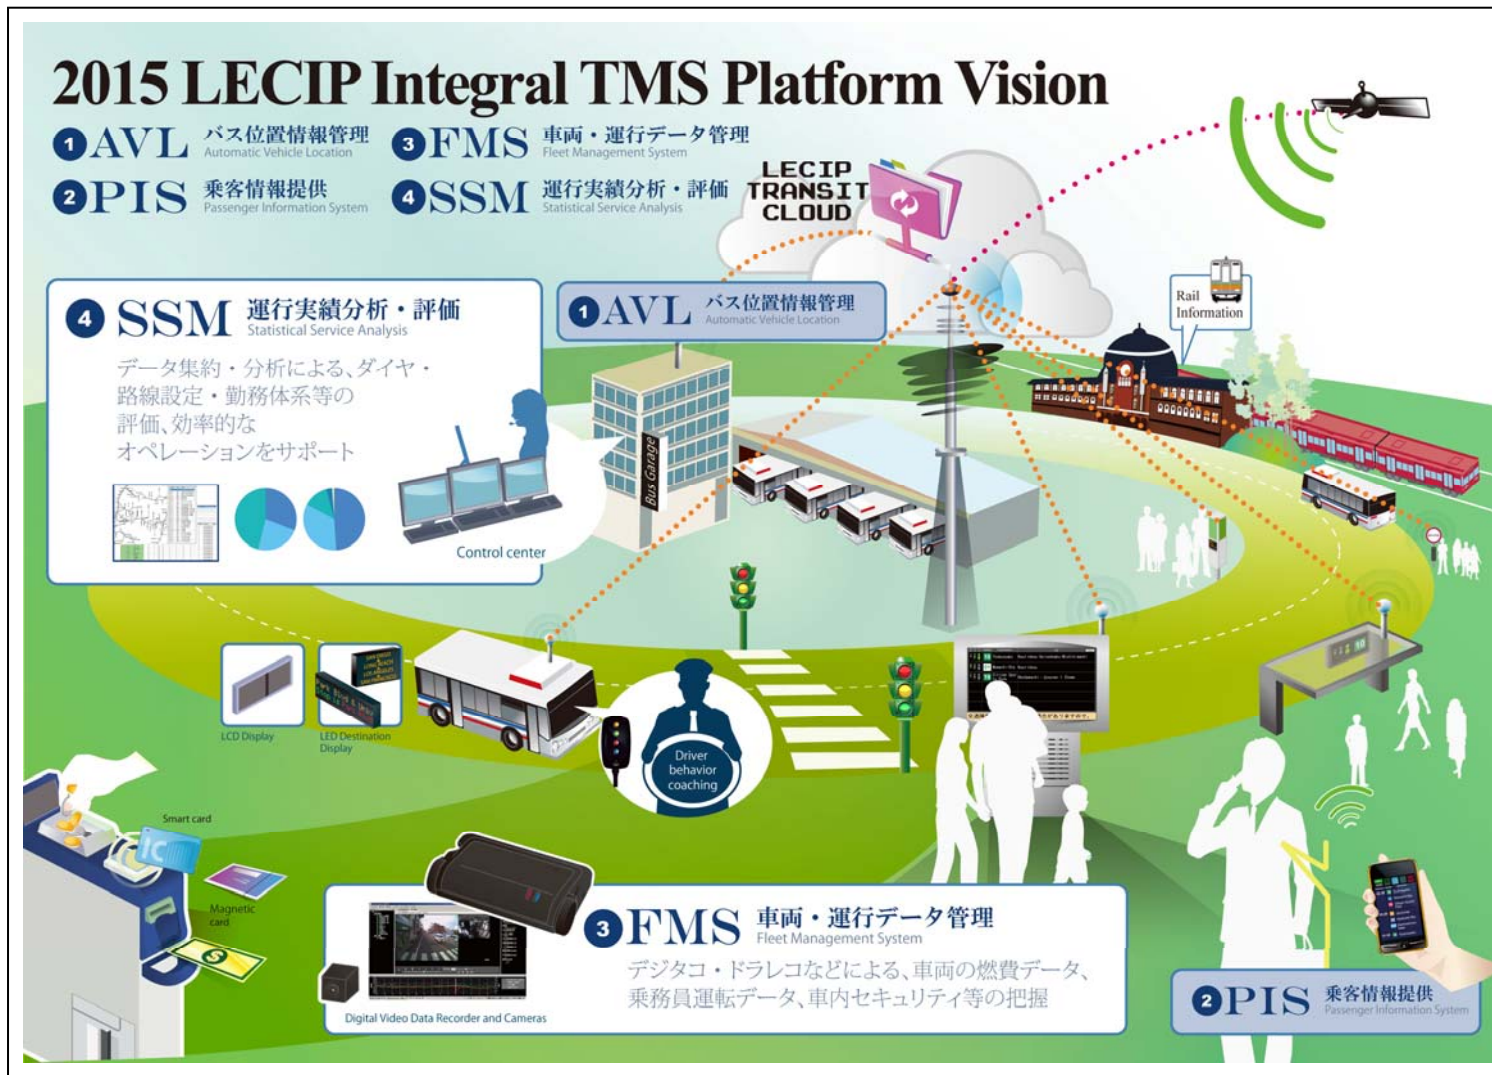 2015 LECIP Integral TMS Platform Vision
1 AVL バス位置情報管理
Automatic Vehicle Location
3 FMS 車両・運行データ管理
Fleet Management System
2 PIS 乗客情報提供
Passenger Information System
4 SSM 運行実績分析・評価
Statistical Service Analysis
LECIP
TRANSIT
CLOUD
Rail
Information
4 SSM 運行実績分析・評価
Statistical Service Analysis
データ集約・分析による、ダイヤ・
路線設定・勤務体系等の
評価、効率的な
オペレーションをサポート
Control center
1 AVL バス位置情報管理
Automatic Vehicle Location
Bus Garage
LCD Display
LED Destination
Display
Driver
behavior
coaching
Smart card
IC
Magnetic
card
$
3 FMS 車両・運行データ管理
Fleet Management System
デジタコ・ドラレコなどによる、車両の燃費データ、
乗務員運転データ、車内セキュリティ等の把握
Digital Video Data Recorder and Cameras
10
2 PIS 乗客情報提供
Passenger Information System